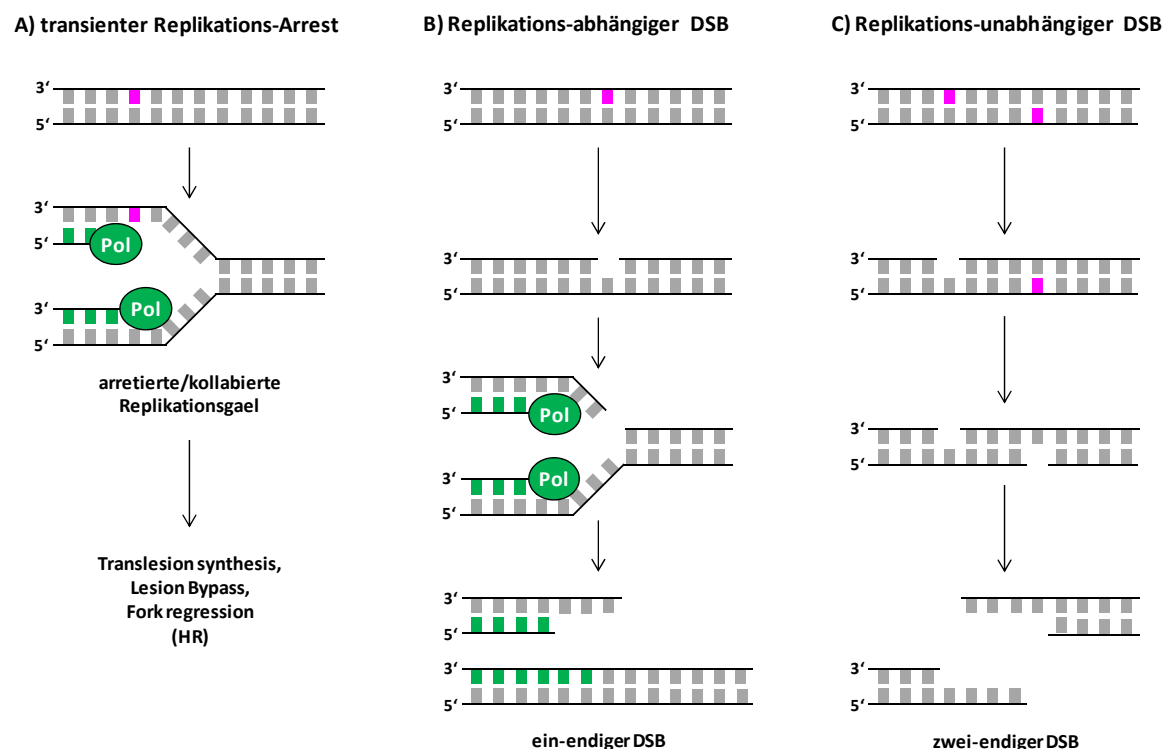 A) transienter Replikations-Arrest
B) Replikations-abhängiger DSB
C) Replikations-unabhängiger DSB
3‘
5‘
3‘
5‘
3‘
5‘
3‘
Pol
5‘
3‘
Pol
5‘
arretierte/kollabierte
Replikationsgael
Translesion synthesis,
Lesion Bypass,
Fork regression
(HR)
3‘
5‘
3‘
Pol
5‘
3‘
Pol
5‘
3‘
5‘
3‘
5‘
ein-endiger DSB
3‘
5‘
3‘
5‘
3‘
5‘
zwei-endiger DSB